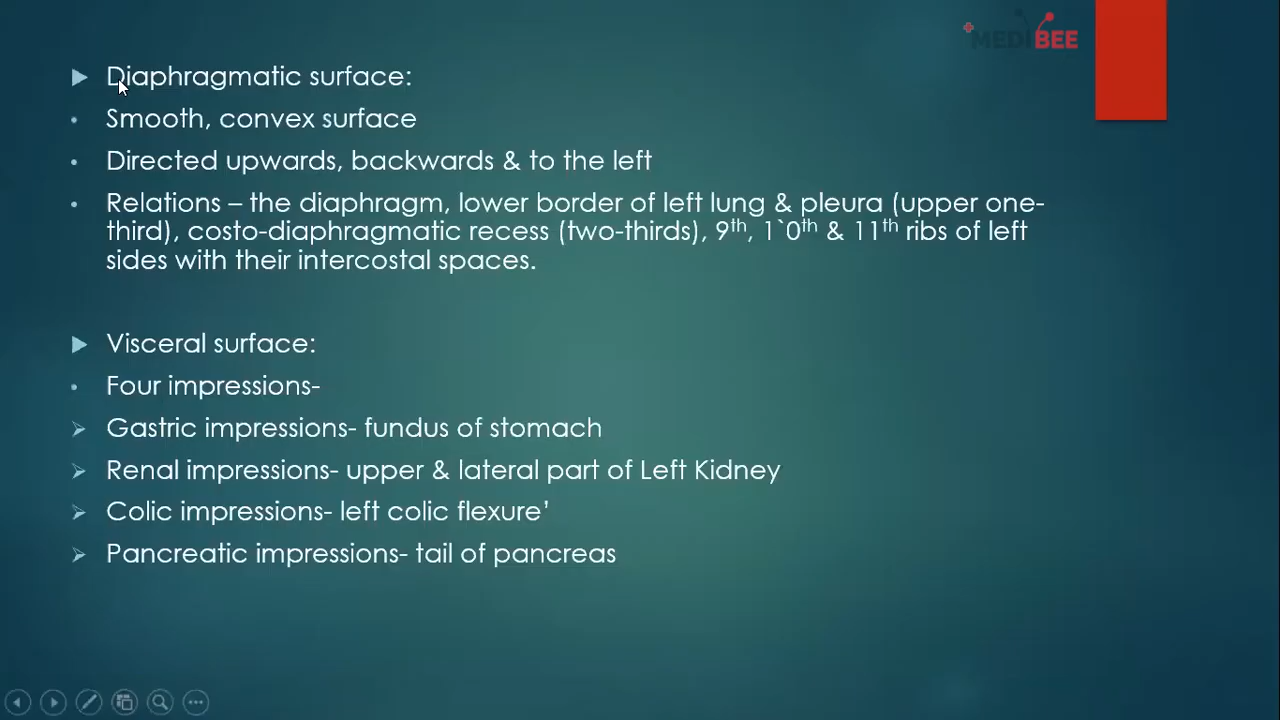 MEDIBEE
Diaphragmatic surface:
Smooth, convex surface
Directed upwards, backwards & to the left
Relations – the diaphragm, lower border of left lung & pleura (upper one-
third), costo-diaphragmatic recess (two-thirds), 9th, 1`0th & 11th ribs of left
sides with their intercostal spaces.
Visceral surface:
Four impressions-
Gastric impressions- fundus of stomach
Renal impressions- upper & lateral part of Left Kidney
Colic impressions- left colic flexure’
Pancreatic impressions- tail of pancreas